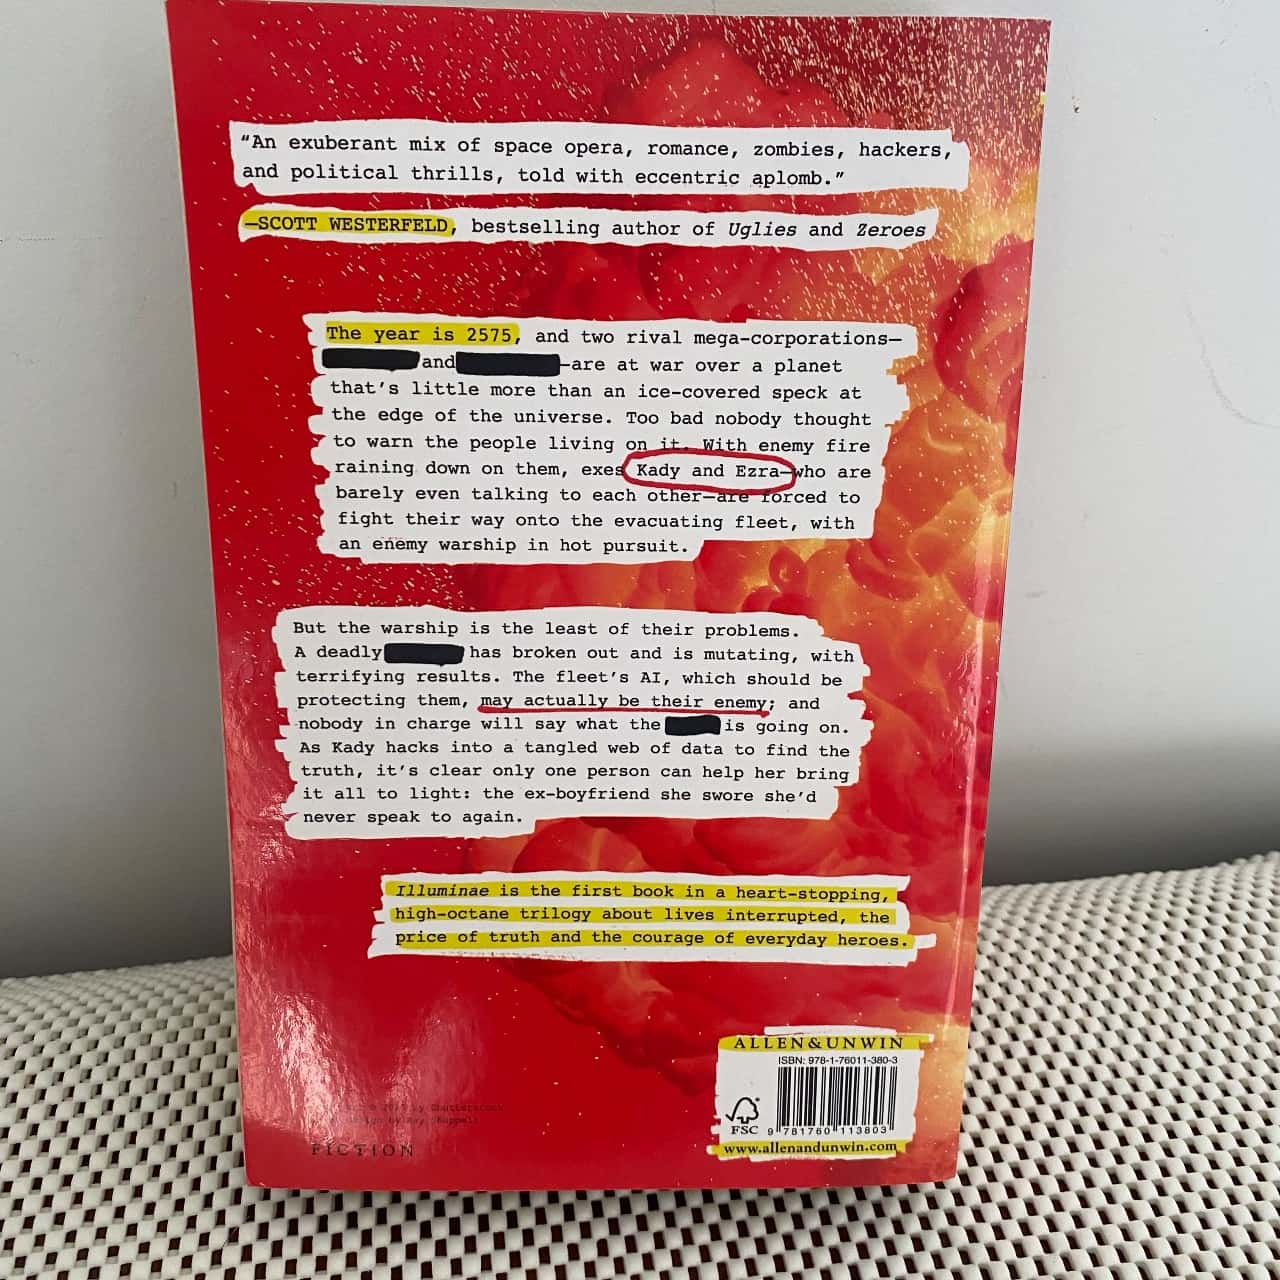 “An exuberant mix of space opera, romance, zombies, hackers,
and political thrills, told with eccentric aplomb.”
—SCOTT WESTERFELD, bestselling author of Uglies and Zeroes
The year is 2575, and two rival mega-corporations—
and —are at war over a planet
that’s little more than an ice-covered speck at
the edge of the universe. Too bad nobody thought
to warn the people living on it. With enemy fire
raining down on them, exes Kady and Ezra—who are
barely even talking to each other—are forced to
fight their way onto the evacuating fleet, with
an enemy warship in hot pursuit.
But the warship is the least of their problems.
A deadly has broken out and is mutating, with
terrifying results. The fleet’s AI, which should be
protecting them, may actually be their enemy; and
nobody in charge will say what the is going on.
As Kady hacks into a tangled web of data to find the
truth, it’s clear only one person can help her bring
it all to light: the ex-boyfriend she swore she’d
never speak to again.
Illuminae is the first book in a heart-stopping,
high-octane trilogy about lives interrupted, the
price of truth and the courage of everyday heroes.
ALLEN&UNWIN
ISBN: 978-1-76011-380-3
FSC
9 781760 113803
www.allenandunwin.com
by Shutterstock
by Ray Shappell
FICTION